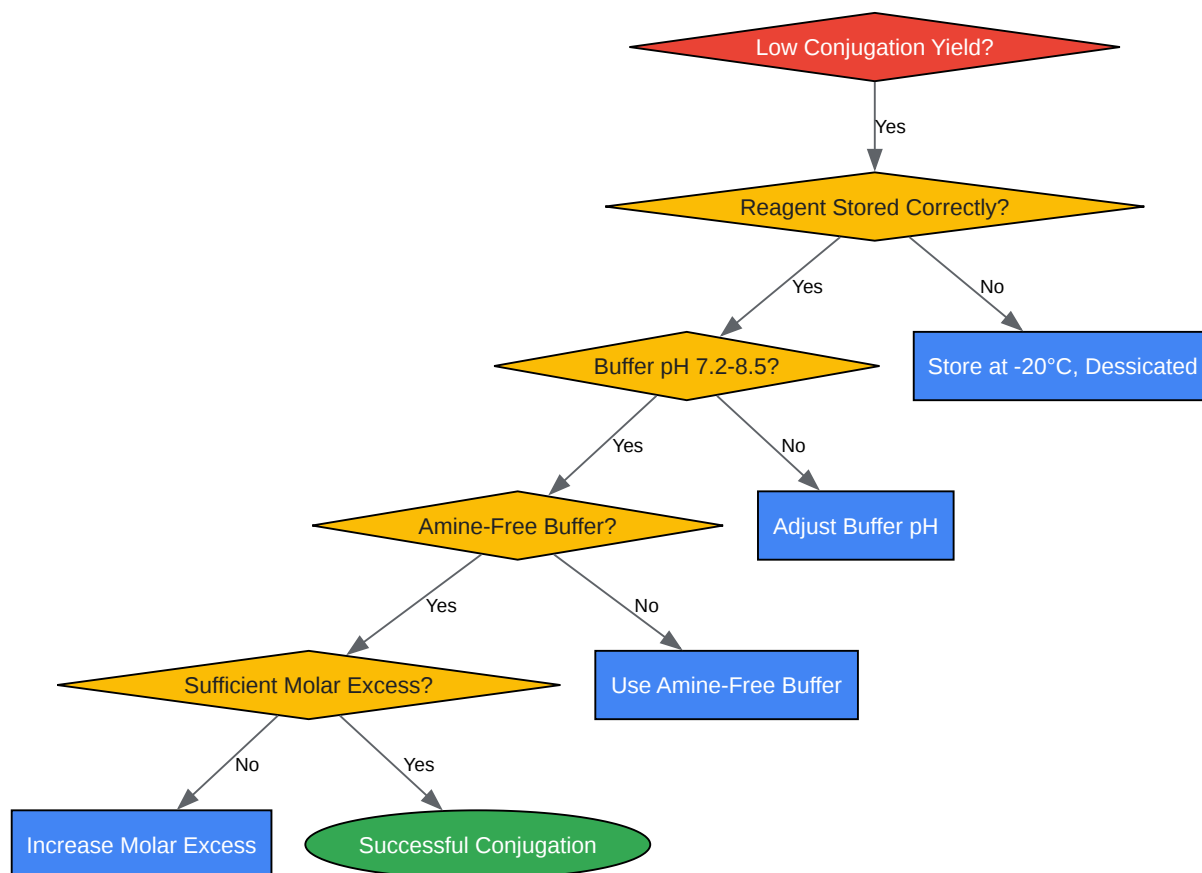 Low Conjugation Yield?
Yes
Reagent Stored Correctly?
Yes
No
Buffer pH 7.2-8.5?
Store at -20°C, Dessicated
Yes
No
Amine-Free Buffer?
Adjust Buffer pH
Yes
No
Sufficient Molar Excess?
Use Amine-Free Buffer
No
Yes
Increase Molar Excess
Successful Conjugation